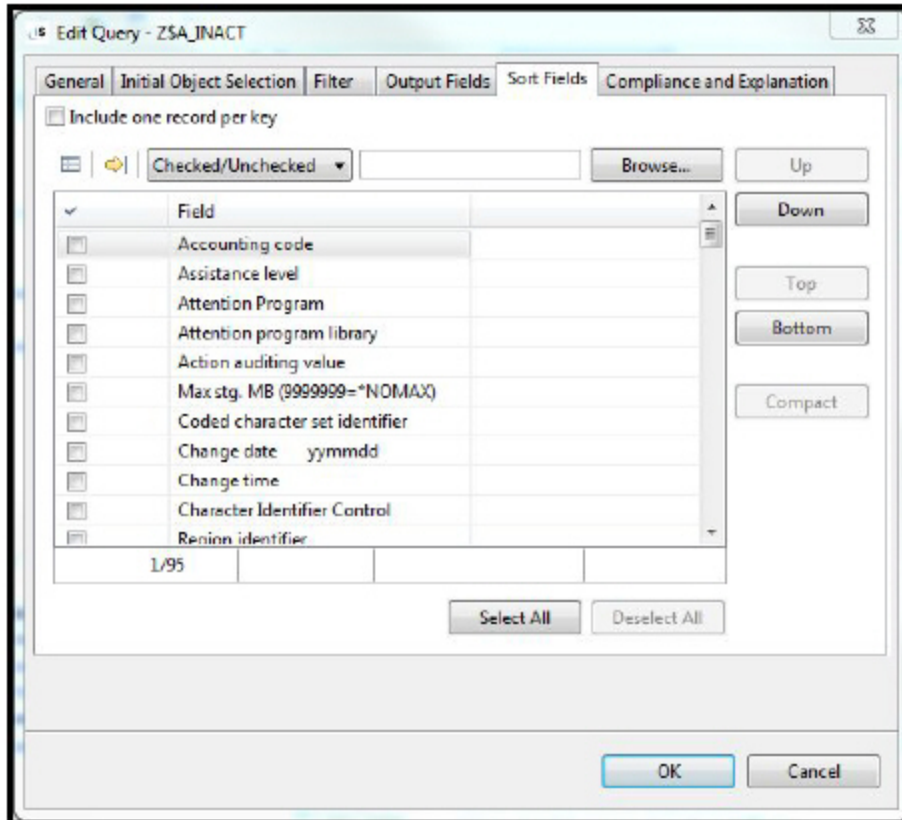 Edit Query - Z$A_INACT
General Initial Object Selection Filter Output Fields Sort Fields Compliance and Explanation
Include one record per key
Checked/Unchecked Browse... Up
Field Down
Accounting code
Assistance level
Attention Program Top
Attention program library Bottom
Action auditing value
Max stg. MB (9999999=*NOMAX) Compact
Coded character set identifier
Change date yymmdd
Change time
Character Identifier Control
Region identifier
1/95
Select All Deselect All
OK Cancel